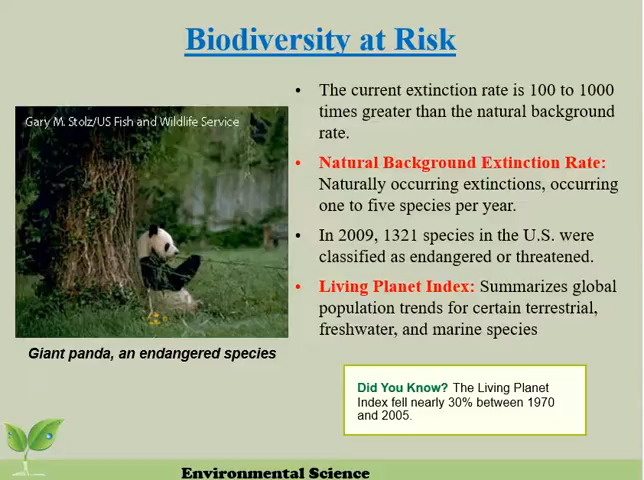 Biodiversity at Risk
Gary M. Stolz/US Fish and Wildlife Service
Giant panda, an endangered species
• The current extinction rate is 100 to 1000
times greater than the natural background
rate.
• Natural Background Extinction Rate:
Naturally occurring extinctions, occurring
one to five species per year.
• In 2009, 1321 species in the U.S. were
classified as endangered or threatened.
• Living Planet Index: Summarizes global
population trends for certain terrestrial,
freshwater, and marine species
Did You Know? The Living Planet
Index fell nearly 30% between 1970
and 2005.
Environmental Science